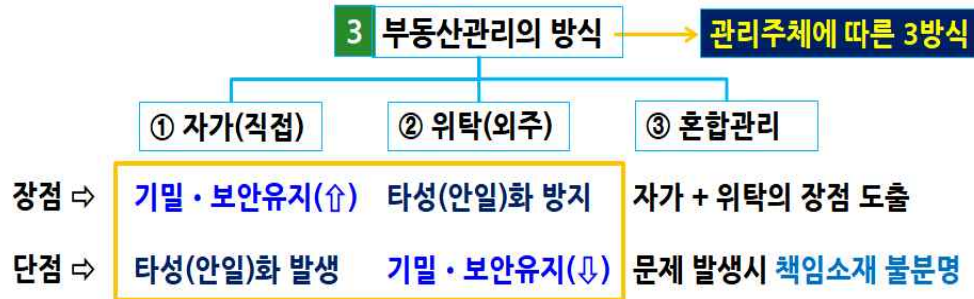 3 부동산관리의 방식 관리주체에 따른 3방식
① 자가(직접) ② 위탁(외주) ③ 혼합관리
장점 ⇨ 기밀·보안유지(⇧) 타성(안일)화 방지 자가 + 위탁의 장점 도출
단점 ⇨ 타성(안일)화 발생 기밀·보안유지(⇩) 문제 발생시 책임소재 불분명